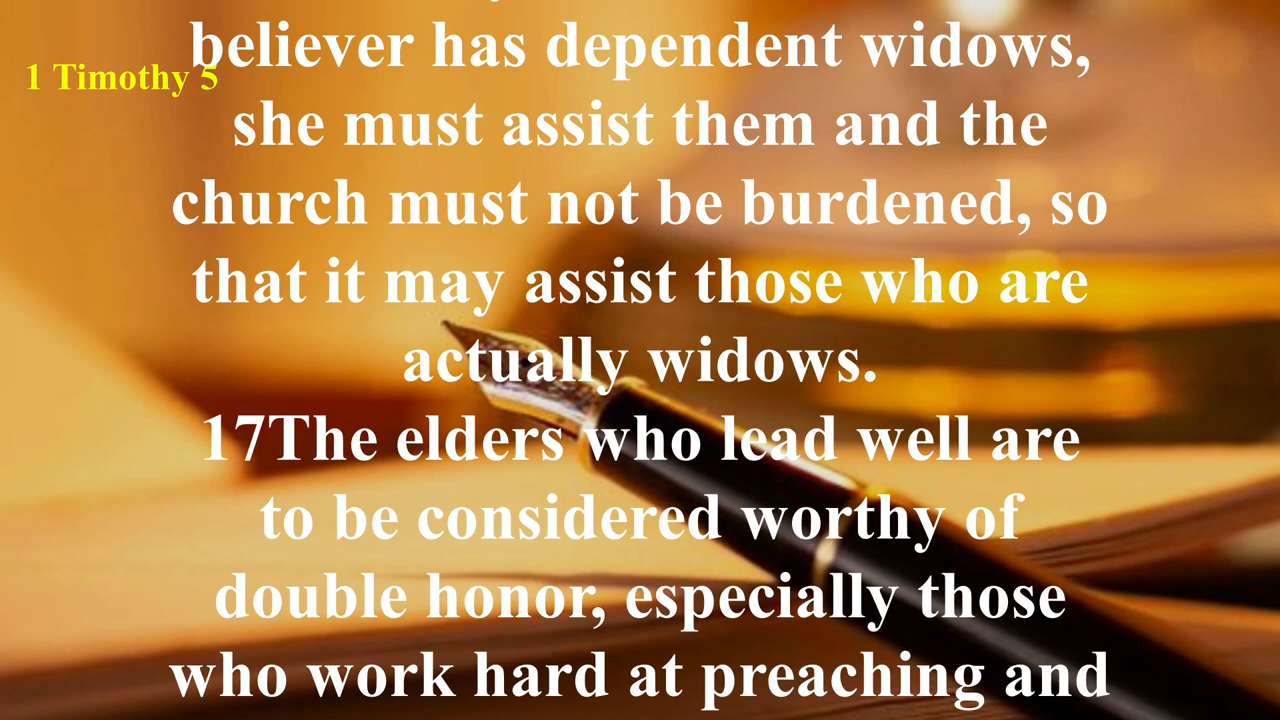 1 Timothy 5
believer has dependent widows,
she must assist them and the
church must not be burdened, so
that it may assist those who are
actually widows.
17The elders who lead well are
to be considered worthy of
double honor, especially those
who work hard at preaching and